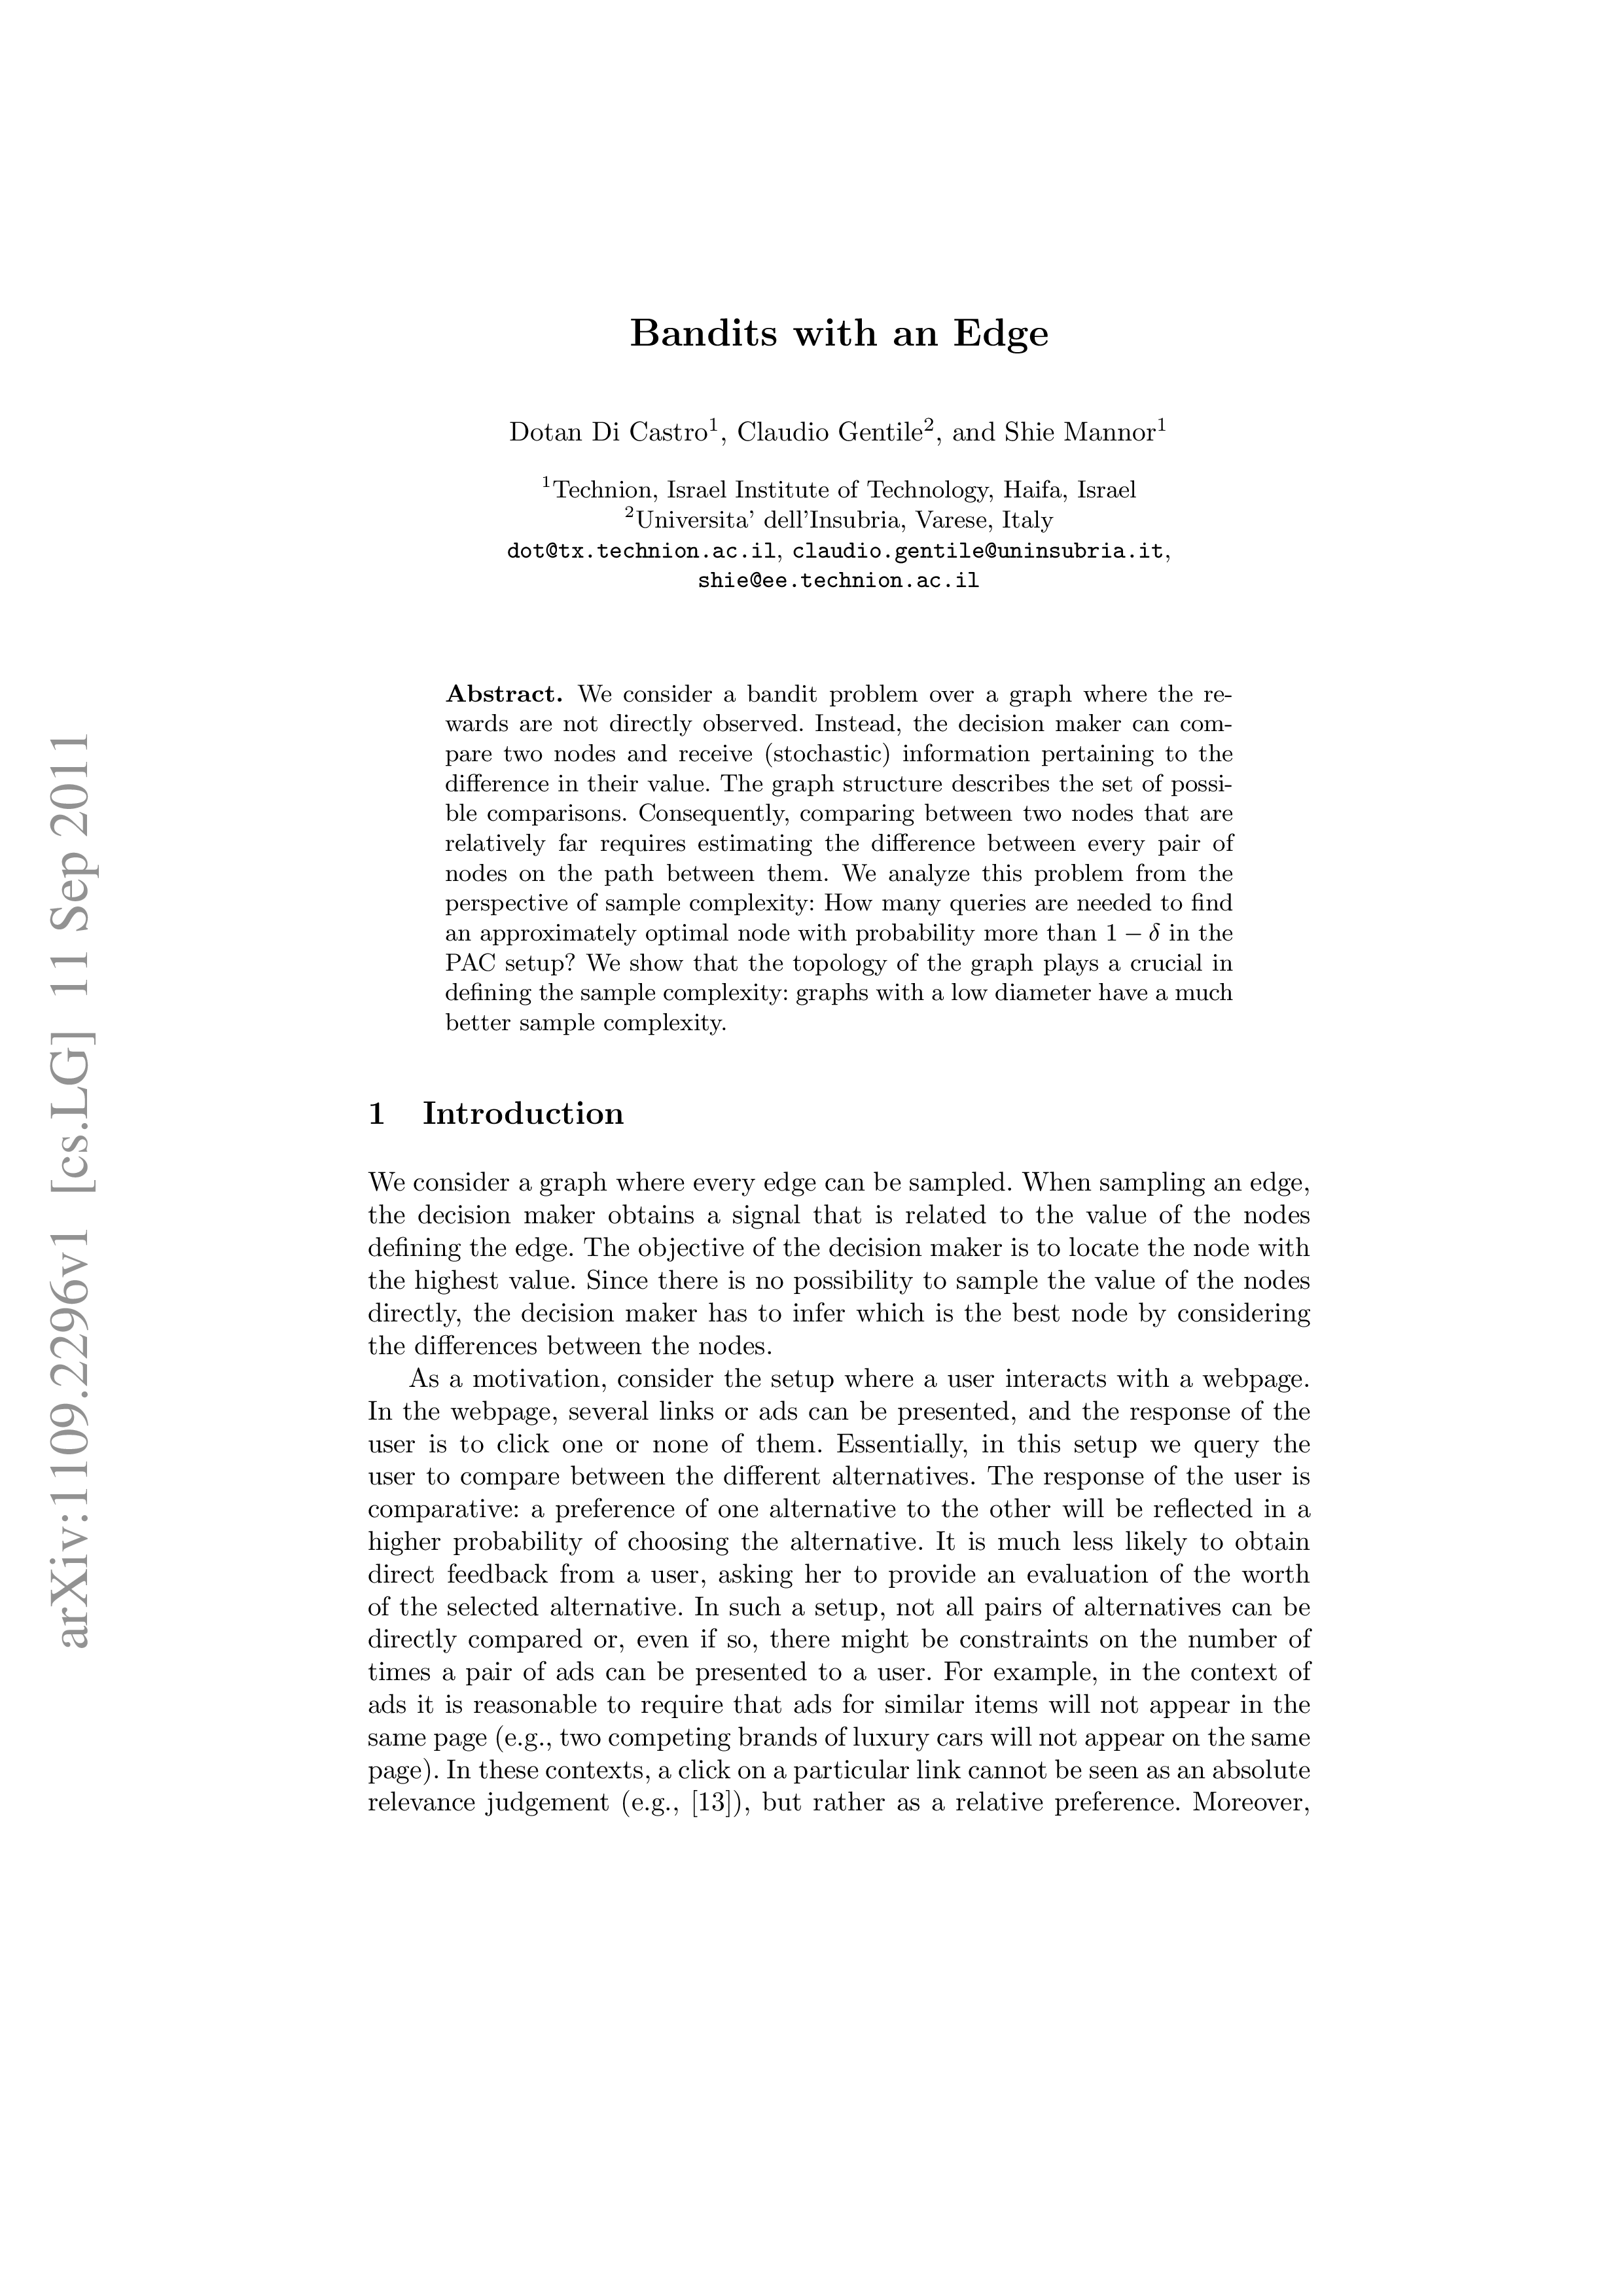 Bandits with an Edge
Dotan Di Castro1, Claudio Gentile2, and Shie Mannor1
1Technion, Israel Institute of Technology, Haifa, Israel
2Universita' dell'Insubria, Varese, Italy
dot@tx.technion.ac.il, claudio.gentile@uninsubria.it,
shie@ee.technion.ac.il
Abstract. We consider a bandit problem over a graph where the re-
wards are not directly observed. Instead, the decision maker can com-
pare two nodes and receive (stochastic) information pertaining to the
difference in their value. The graph structure describes the set of possi-
ble comparisons. Consequently, comparing between two nodes that are
relatively far requires estimating the difference between every pair of
nodes on the path between them. We analyze this problem from the
perspective of sample complexity: How many queries are needed to find
an approximately optimal node with probability more than 1 − δ in the
PAC setup? We show that the topology of the graph plays a crucial in
defining the sample complexity: graphs with a low diameter have a much
better sample complexity.
1 Introduction
We consider a graph where every edge can be sampled. When sampling an edge,
the decision maker obtains a signal that is related to the value of the nodes
defining the edge. The objective of the decision maker is to locate the node with
the highest value. Since there is no possibility to sample the value of the nodes
directly, the decision maker has to infer which is the best node by considering
the differences between the nodes.
As a motivation, consider the setup where a user interacts with a webpage.
In the webpage, several links or ads can be presented, and the response of the
user is to click one or none of them. Essentially, in this setup we query the
user to compare between the different alternatives. The response of the user is
comparative: a preference of one alternative to the other will be reflected in a
higher probability of choosing the alternative. It is much less likely to obtain
direct feedback from a user, asking her to provide an evaluation of the worth
of the selected alternative. In such a setup, not all pairs of alternatives can be
directly compared or, even if so, there might be constraints on the number of
times a pair of ads can be presented to a user. For example, in the context of
ads it is reasonable to require that ads for similar items will not appear in the
same page (e.g., two competing brands of luxury cars will not appear on the same
page). In these contexts, a click on a particular link cannot be seen as an absolute
relevance judgement (e.g., [13]), but rather as a relative preference. Moreover,
arXiv:1109.2296v1 [cs.LG] 11 Sep 2011